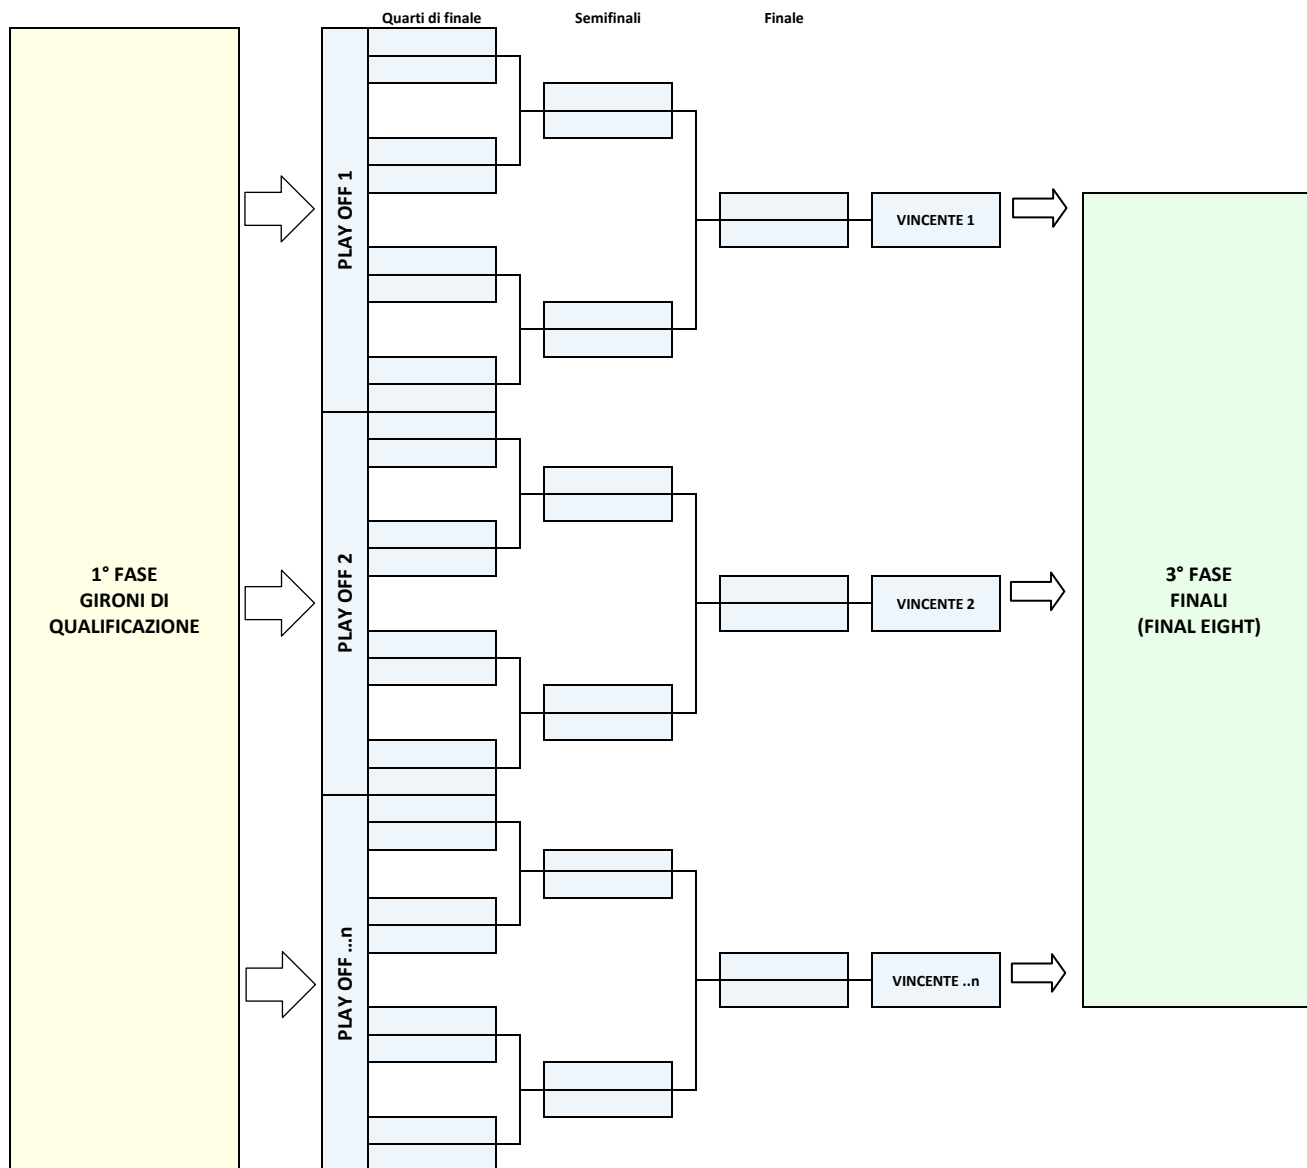 Quarti di finale
Semifinali
Finale
PLAY OFF 1
VINCENTE 1
1° FASE
GIRONI DI
QUALIFICAZIONE
PLAY OFF 2
VINCENTE 2
3° FASE
FINALI
(FINAL EIGHT)
PLAY OFF ...n
VINCENTE ..n